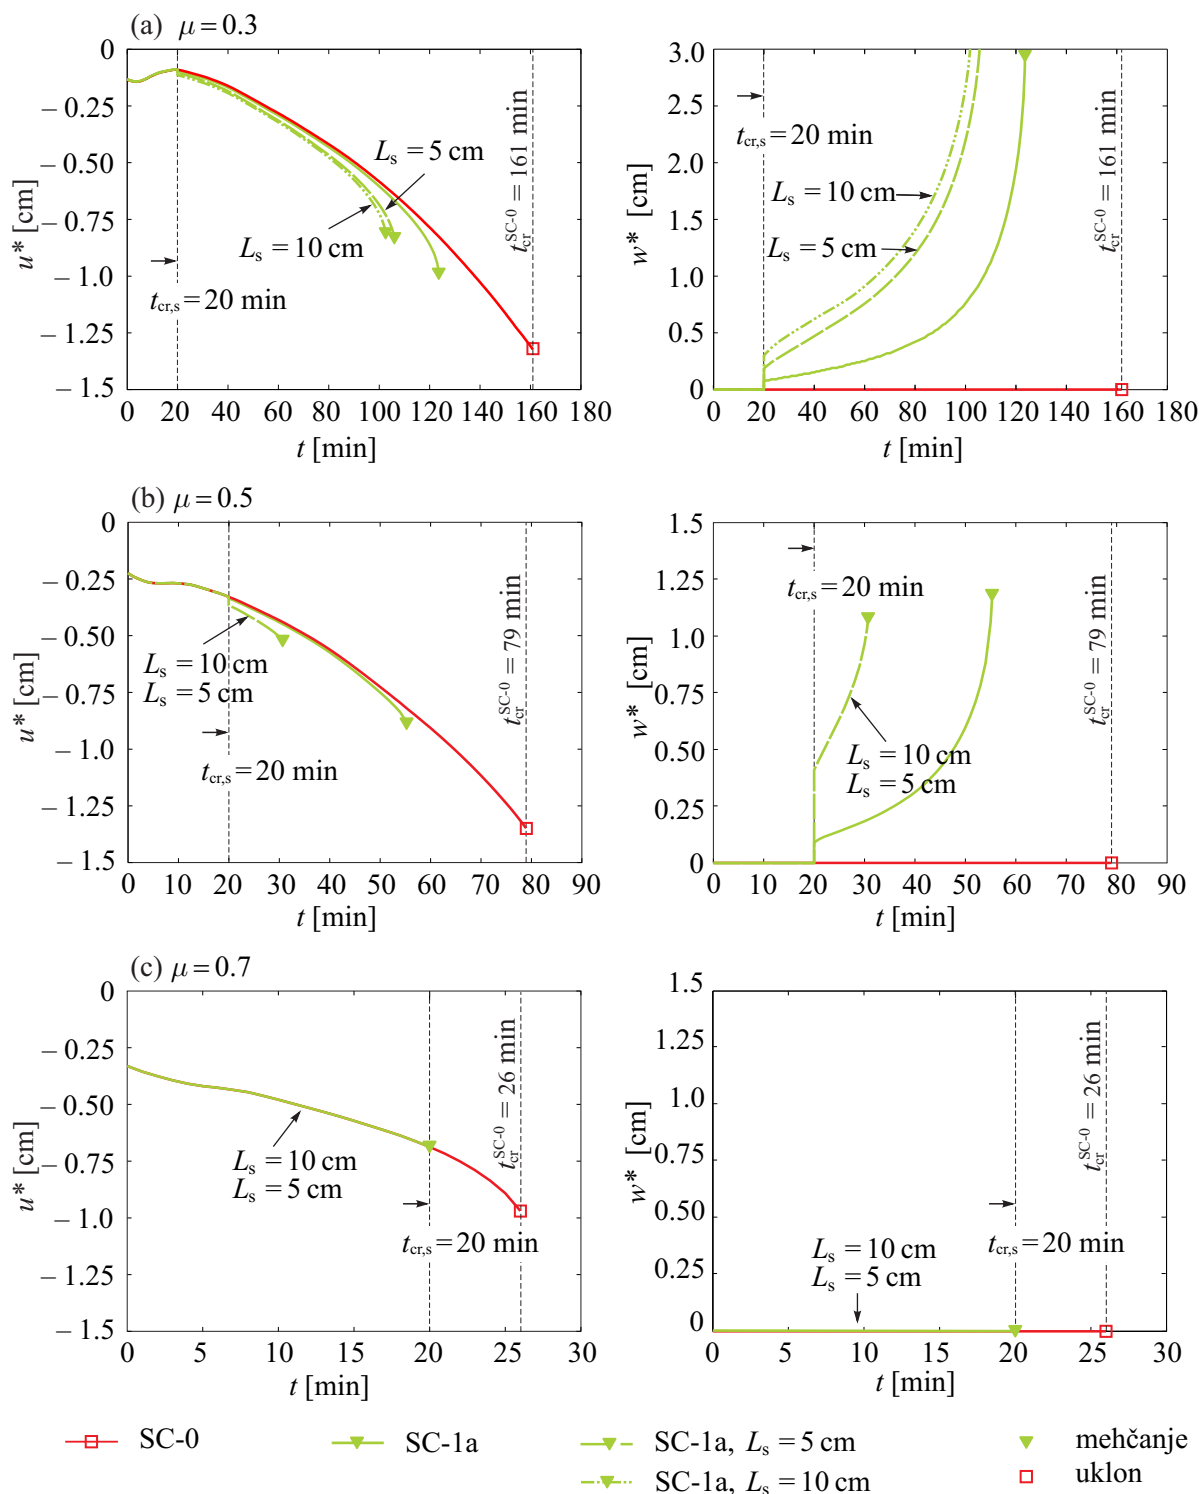 (a) μ = 0.3
0
− 0.25
− 0.50
− 0.75
− 1.0
− 1.25
− 1.5
u* [cm]
0 20 40 60 80 100 120 140 160 180
t [min]
L_s = 5 cm
L_s = 10 cm
t_cr,s = 20 min
t_cr^SC-0 = 161 min
3.0
2.5
2.0
1.5
1.0
0.5
0
w* [cm]
0 20 40 60 80 100 120 140 160 180
t [min]
t_cr,s = 20 min
L_s = 10 cm
L_s = 5 cm
t_cr^SC-0 = 161 min
(b) μ = 0.5
0
− 0.25
− 0.50
− 0.75
− 1.0
− 1.25
− 1.5
u* [cm]
0 10 20 30 40 50 60 70 80 90
t [min]
L_s = 10 cm
L_s = 5 cm
t_cr,s = 20 min
t_cr^SC-0 = 79 min
1.5
1.25
1.0
0.75
0.50
0.25
0
w* [cm]
0 10 20 30 40 50 60 70 80 90
t [min]
t_cr,s = 20 min
L_s = 10 cm
L_s = 5 cm
t_cr^SC-0 = 79 min
(c) μ = 0.7
0
− 0.25
− 0.50
− 0.75
− 1.0
− 1.25
− 1.5
u* [cm]
0 5 10 15 20 25 30
t [min]
L_s = 10 cm
L_s = 5 cm
t_cr,s = 20 min
t_cr^SC-0 = 26 min
1.5
1.25
1.0
0.75
0.50
0.25
0
w* [cm]
0 5 10 15 20 25 30
t [min]
L_s = 10 cm
L_s = 5 cm
t_cr,s = 20 min
t_cr^SC-0 = 26 min
SC-0
SC-1a
SC-1a, L_s = 5 cm
SC-1a, L_s = 10 cm
mehčanje
uklon